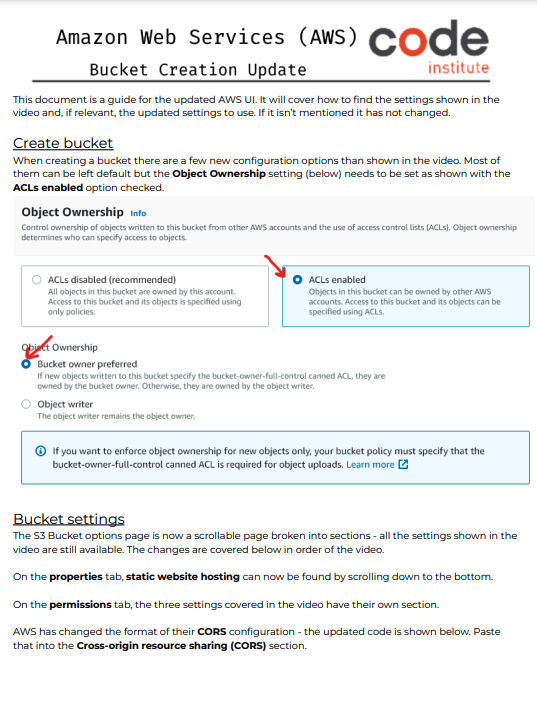 Amazon Web Services (AWS)
code
institute
Bucket Creation Update
This document is a guide for the updated AWS UI. It will cover how to find the settings shown in the
video and, if relevant, the updated settings to use. If it isn't mentioned it has not changed.
Create bucket
When creating a bucket there are a few new configuration options than shown in the video. Most of
them can be left default but the Object Ownership setting (below) needs to be set as shown with the
ACLs enabled option checked.
Object Ownership Info
Control ownership of objects written to this bucket from other AWS accounts and the use of access control lists (ACLs). Object ownership
determines who can specify access to objects.
ACLs disabled (recommended)
All objects in this bucket are owned by this account.
Access to this bucket and its objects is specified using
only policies.
ACLs enabled
Objects in this bucket can be owned by other AWS
accounts. Access to this bucket and its objects can be
specified using ACLs.
Object Ownership
Bucket owner preferred
If new objects written to this bucket specify the bucket-owner-full-control canned ACL, they are
owned by the bucket owner. Otherwise, they are owned by the object writer.
Object writer
The object writer remains the object owner.
If you want to enforce object ownership for new objects only, your bucket policy must specify that the
bucket-owner-full-control canned ACL is required for object uploads. Learn more
Bucket settings
The S3 Bucket options page is now a scrollable page broken into sections - all the settings shown in the
video are still available. The changes are covered below in order of the video.
On the properties tab, static website hosting can now be found by scrolling down to the bottom.
On the permissions tab, the three settings covered in the video have their own section.
AWS has changed the format of their CORS configuration - the updated code is shown below. Paste
that into the Cross-origin resource sharing (CORS) section.